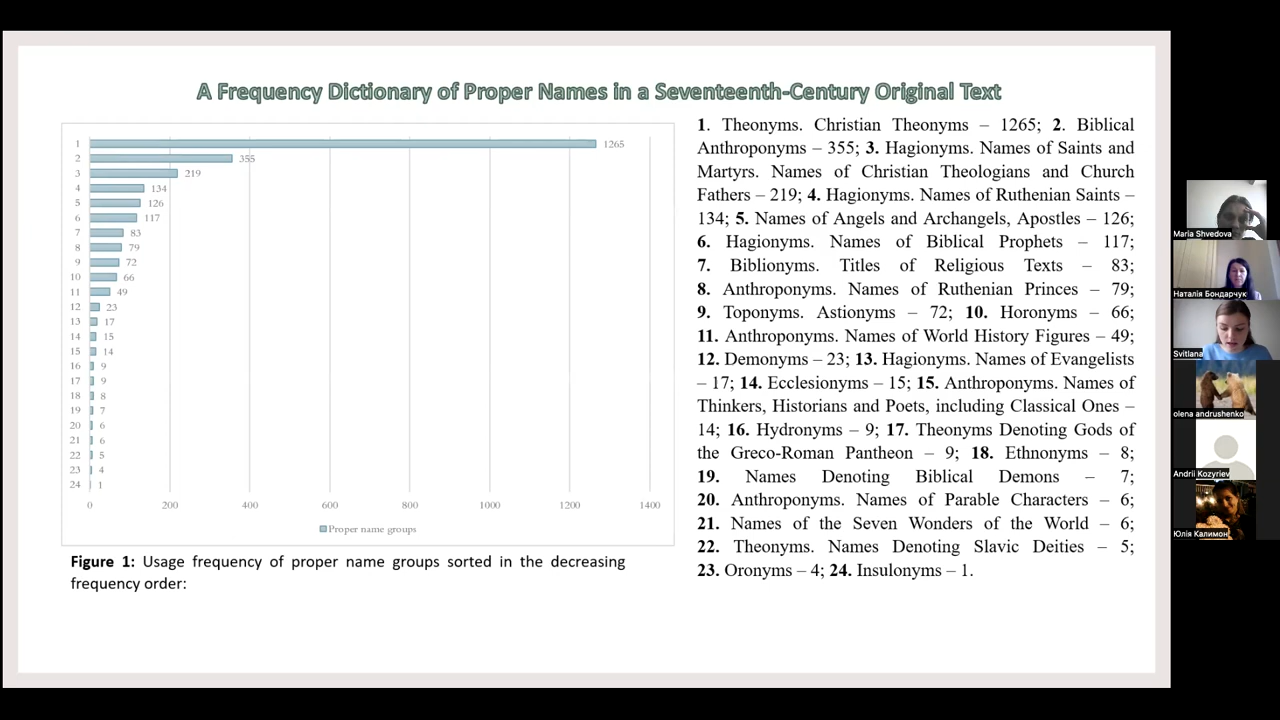 A Frequency Dictionary of Proper Names in a Seventeenth-Century Original Text
1 1265
2 355
3 219
4 134
5 126
6 117
7 83
8 79
9 72
10 66
11 49
12 23
13 17
14 15
15 14
16 9
17 9
18 8
19 7
20 6
21 6
22 5
23 4
24 1
0 200 400 600 800 1000 1200 1400
Proper name groups
Figure 1: Usage frequency of proper name groups sorted in the decreasing
frequency order:
1. Theonyms. Christian Theonyms – 1265; 2. Biblical
Anthroponyms – 355; 3. Hagionyms. Names of Saints and
Martyrs. Names of Christian Theologians and Church
Fathers – 219; 4. Hagionyms. Names of Ruthenian Saints –
134; 5. Names of Angels and Archangels, Apostles – 126;
6. Hagionyms. Names of Biblical Prophets – 117;
7. Biblionyms. Titles of Religious Texts – 83;
8. Anthroponyms. Names of Ruthenian Princes – 79;
9. Toponyms. Astionyms – 72; 10. Horonyms – 66;
11. Anthroponyms. Names of World History Figures – 49;
12. Demonyms – 23; 13. Hagionyms. Names of Evangelists
– 17; 14. Ecclesionyms – 15; 15. Anthroponyms. Names of
Thinkers, Historians and Poets, including Classical Ones –
14; 16. Hydronyms – 9; 17. Theonyms Denoting Gods of
the Greco-Roman Pantheon – 9; 18. Ethnonyms – 8;
19. Names Denoting Biblical Demons – 7;
20. Anthroponyms. Names of Parable Characters – 6;
21. Names of the Seven Wonders of the World – 6;
22. Theonyms. Names Denoting Slavic Deities – 5;
23. Oronyms – 4; 24. Insulonyms – 1.
Maria Shvedova
Наталія Бондарчук
Svitlana
olena andrushenko
Andrii Kozyriev
Юлія Калимон